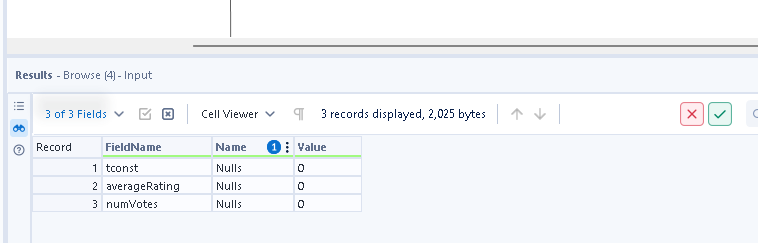 Results - Browse (4) - Input
3 of 3 Fields Cell Viewer 3 records displayed, 2,025 bytes
Record FieldName Name 1 Value
1 tconst Nulls 0
2 averageRating Nulls 0
3 numVotes Nulls 0